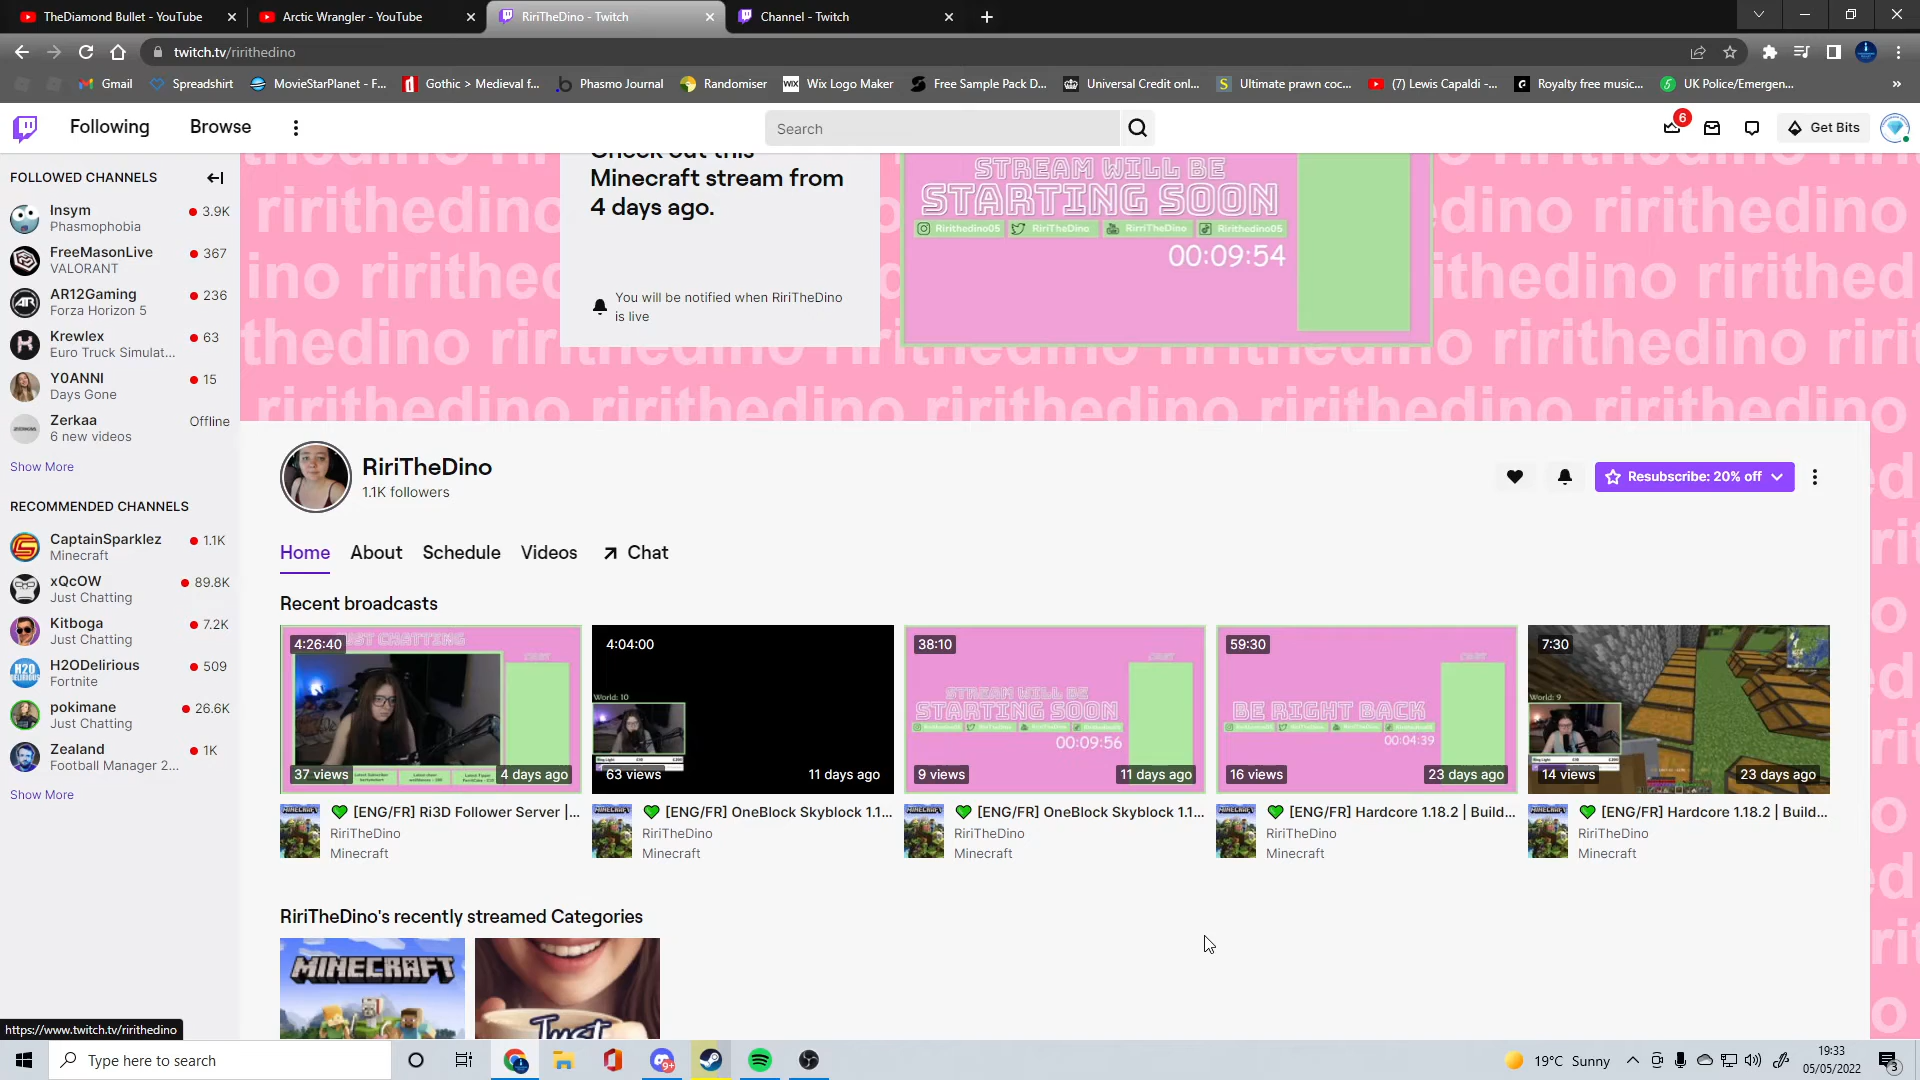 TheDiamond Bullet - YouTube
Arctic Wrangler - YouTube
RiriTheDino - Twitch
Channel - Twitch
twitch.tv/ririthedino
Gmail
Spreadshirt
MovieStarPlanet - F...
Gothic > Medieval f...
Phasmo Journal
Randomiser
WIX Wix Logo Maker
Free Sample Pack D...
Universal Credit onl...
Ultimate prawn coc...
(7) Lewis Capaldi -...
Royalty free music...
UK Police/Emergen...
Following
Browse
Search
6
Get Bits
FOLLOWED CHANNELS
Insym
3.9K
Phasmophobia
FreeMasonLive
367
VALORANT
AR12Gaming
236
Forza Horizon 5
Krewlex
63
Euro Truck Simulat...
Y0ANNI
15
Days Gone
Zerkaa
Offline
6 new videos
Show More
RECOMMENDED CHANNELS
CaptainSparklez
1.1K
Minecraft
xQcOW
89.8K
Just Chatting
Kitboga
7.2K
Just Chatting
H2ODelirious
509
Fortnite
pokimane
26.6K
Just Chatting
Zealand
1K
Football Manager 2...
Show More
Check out this
Minecraft stream from
4 days ago.
You will be notified when RiriTheDino
is live
STREAM WILL BE
STARTING SOON
Ririthedino05
RiriTheDino
RirriTheDino
Ririthedino05
00:09:54
ririthedino ririthedino
RiriTheDino
1.1K followers
Resubscribe: 20% off
Home
About
Schedule
Videos
Chat
Recent broadcasts
4:26:40
JUST CHATTING
37 views
4 days ago
[ENG/FR] Ri3D Follower Server |...
RiriTheDino
Minecraft
4:04:00
World: 10
63 views
11 days ago
[ENG/FR] OneBlock Skyblock 1.1...
RiriTheDino
Minecraft
38:10
CHAT
STREAM WILL BE
STARTING SOON
00:09:56
9 views
11 days ago
[ENG/FR] OneBlock Skyblock 1.1...
RiriTheDino
Minecraft
59:30
CHAT
BE RIGHT BACK
00:04:39
16 views
23 days ago
[ENG/FR] Hardcore 1.18.2 | Build...
RiriTheDino
Minecraft
7:30
World: 9
14 views
23 days ago
[ENG/FR] Hardcore 1.18.2 | Build...
RiriTheDino
Minecraft
RiriTheDino's recently streamed Categories
MINECRAFT
Just
https://www.twitch.tv/ririthedino
Type here to search
9+
19°C Sunny
19:33
05/05/2022
3